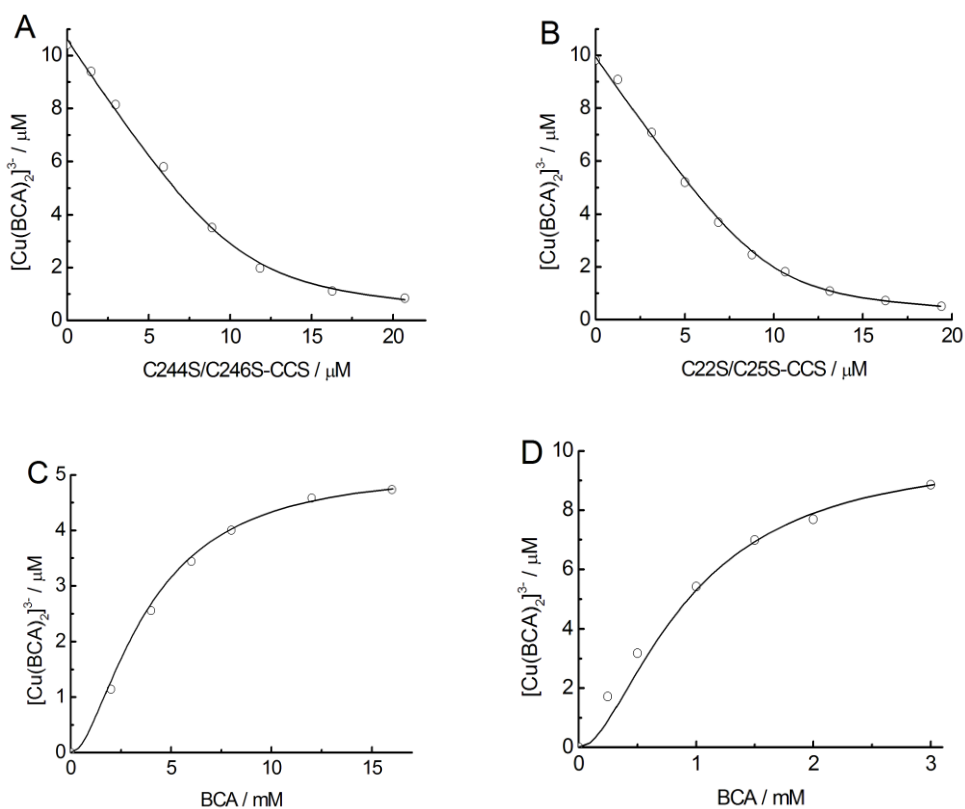 A
10
8
6
4
2
0
0 5 10 15 20
[Cu(BCA)₂]³⁻ / μM
C244S/C246S-CCS / μM
B
10
8
6
4
2
0
0 5 10 15 20
[Cu(BCA)₂]³⁻ / μM
C22S/C25S-CCS / μM
C
5
4
3
2
1
0
0 5 10 15
[Cu(BCA)₂]³⁻ / μM
BCA / mM
D
10
8
6
4
2
0
0 1 2 3
[Cu(BCA)₂]³⁻ / μM
BCA / mM